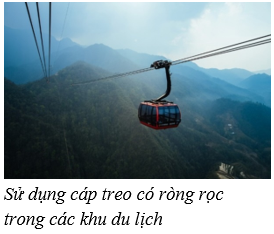 Sử dụng cáp treo có ròng rọc
trong các khu du lịch